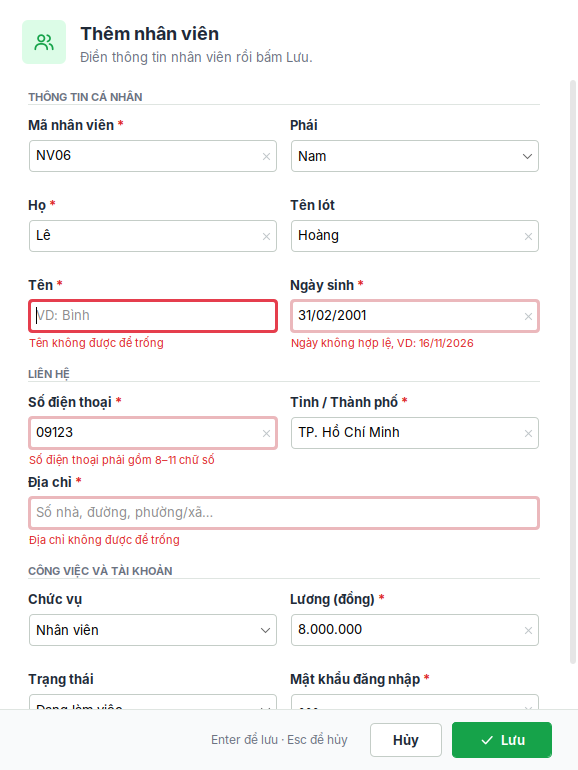 Thêm nhân viên
Điền thông tin nhân viên rồi bấm Lưu.
THÔNG TIN CÁ NHÂN
Mã nhân viên *
Phái
NV06
Nam
Họ *
Tên lót
Lê
Hoàng
Tên *
Ngày sinh *
VD: Bình
31/02/2001
Tên không được để trống
Ngày không hợp lệ, VD: 16/11/2026
LIÊN HỆ
Số điện thoại *
Tỉnh / Thành phố *
09123
TP. Hồ Chí Minh
Số điện thoại phải gồm 8–11 chữ số
Địa chỉ *
Số nhà, đường, phường/xã...
Địa chỉ không được để trống
CÔNG VIỆC VÀ TÀI KHOẢN
Chức vụ
Lương (đồng) *
Nhân viên
8.000.000
Trạng thái
Mật khẩu đăng nhập *
Đang làm việc
Enter để lưu · Esc để hủy
Hủy
Lưu